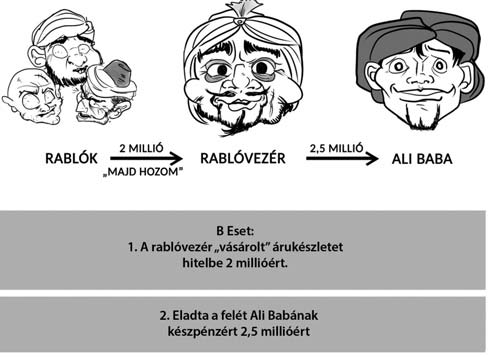 2 MILLIÓ
2,5 MILLIÓ
RABLÓK
RABLÓVEZÉR
ALI BABA
„MAJD HOZOM"
B Eset:
1. A rablóvezér „vásárolt” árukészletet
hitelbe 2 millióért.
2. Eladta a felét Ali Babának
készpénzért 2,5 millióért